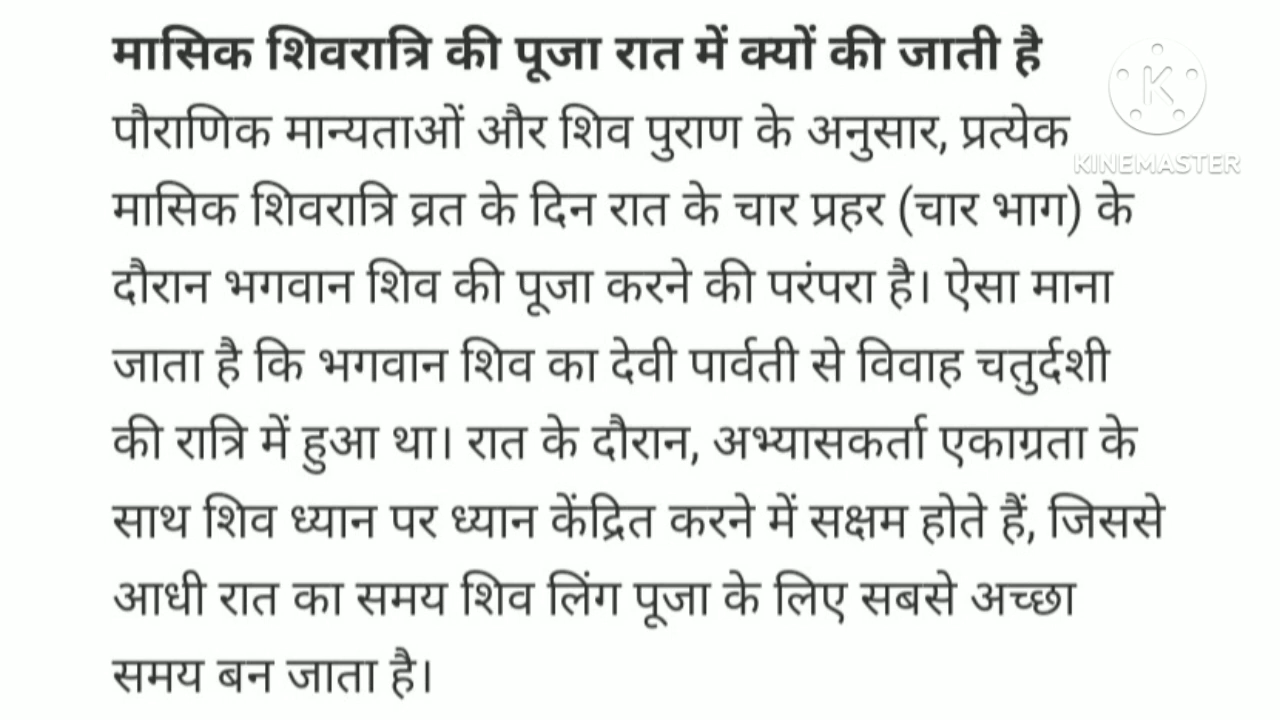 मासिक शिवरात्रि की पूजा रात में क्यों की जाती है
पौराणिक मान्यताओं और शिव पुराण के अनुसार, प्रत्येक
मासिक शिवरात्रि व्रत के दिन रात के चार प्रहर (चार भाग) के
दौरान भगवान शिव की पूजा करने की परंपरा है। ऐसा माना
जाता है कि भगवान शिव का देवी पार्वती से विवाह चतुर्दशी
की रात्रि में हुआ था। रात के दौरान, अभ्यासकर्ता एकाग्रता के
साथ शिव ध्यान पर ध्यान केंद्रित करने में सक्षम होते हैं, जिससे
आधी रात का समय शिव लिंग पूजा के लिए सबसे अच्छा
समय बन जाता है।
K
KINEMASTER